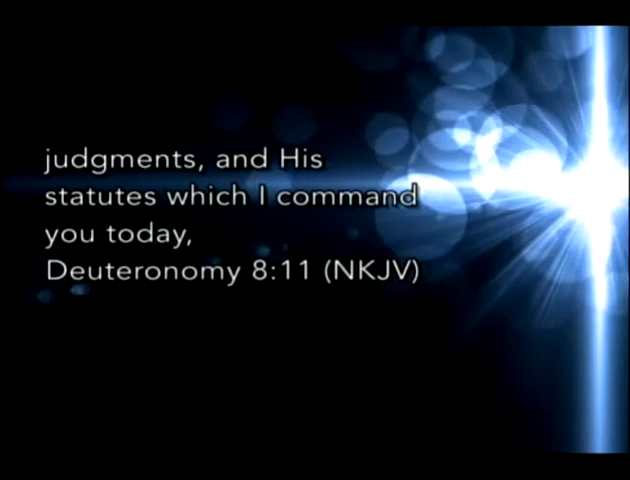 judgments, and His
statutes which I command
you today,
Deuteronomy 8:11 (NKJV)